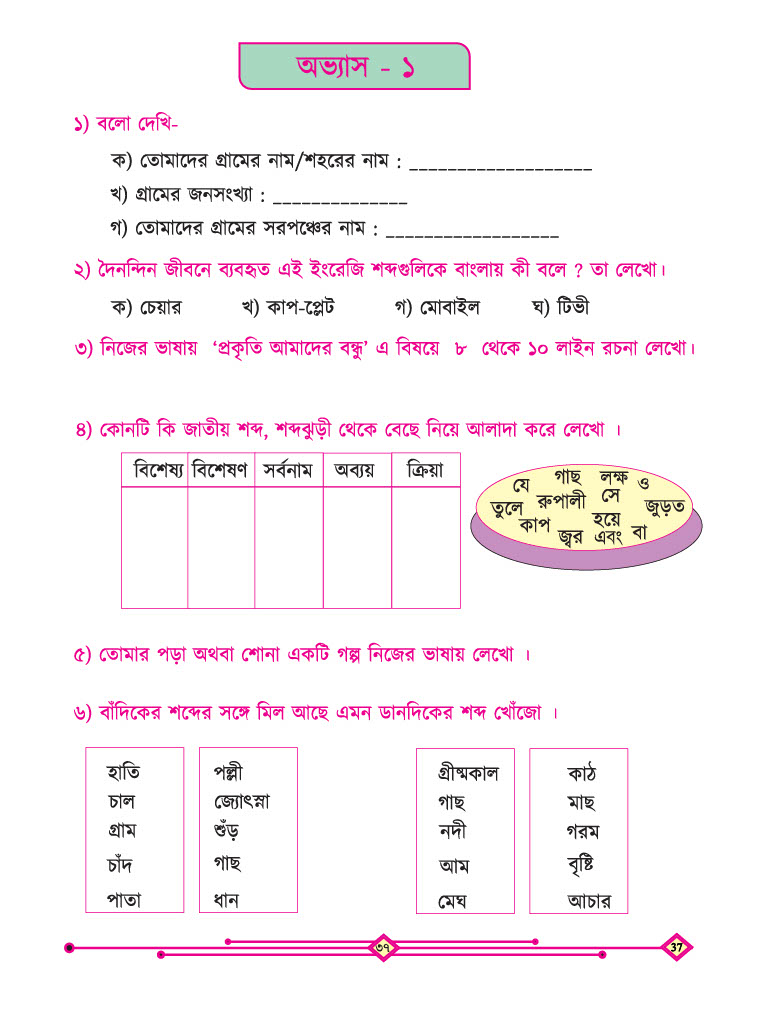 অভ্যাস - ১
১) বলো দেখি-
ক) তোমাদের গ্রামের নাম/শহরের নাম : ___________________
খ) গ্রামের জনসংখ্যা : ______________
গ) তোমাদের গ্রামের সরপঞ্চের নাম : __________________
২) দৈনন্দিন জীবনে ব্যবহৃত এই ইংরেজি শব্দগুলিকে বাংলায় কী বলে ? তা লেখো।
ক) চেয়ার খ) কাপ-প্লেট গ) মোবাইল ঘ) টিভী
৩) নিজের ভাষায় ‘প্রকৃতি আমাদের বন্ধু’ এ বিষয়ে ৮ থেকে ১০ লাইন রচনা লেখো।
৪) কোনটি কি জাতীয় শব্দ, শব্দঝুড়ী থেকে বেছে নিয়ে আলাদা করে লেখো ।
বিশেষ্য বিশেষণ সর্বনাম অব্যয় ক্রিয়া
যে গাছ লক্ষ ও
তুলে রুপালী সে জুড়ত
কাপ হয়ে
জ্বর এবং বা
৫) তোমার পড়া অথবা শোনা একটি গল্প নিজের ভাষায় লেখো ।
৬) বাঁদিকের শব্দের সঙ্গে মিল আছে এমন ডানদিকের শব্দ খোঁজো ।
হাতি পল্লী গ্রীষ্মকাল কাঠ
চাল জ্যোৎস্না গাছ মাছ
গ্রাম শুঁড় নদী গরম
চাঁদ গাছ আম বৃষ্টি
পাতা ধান মেঘ আচার
৩৭ 37